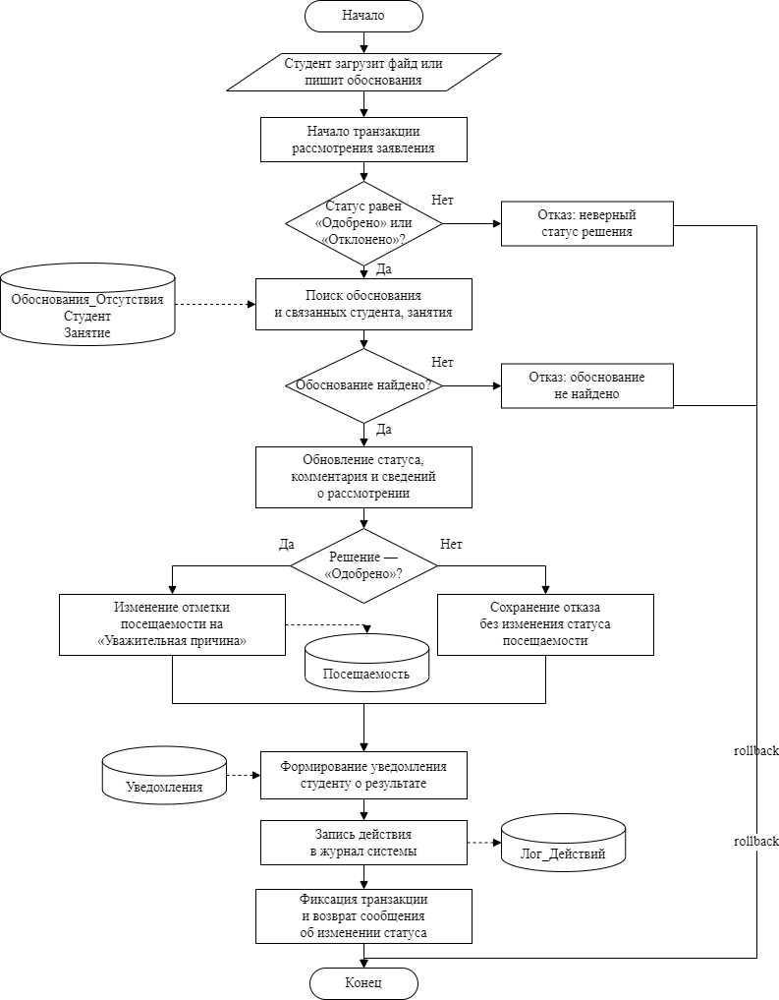 Начало
Студент загрузит файд или
пишит обоснования
Начало транзакции
рассмотрения заявления
Статус равен
«Одобрено» или
«Отклонено»?
Нет
Отказ: неверный
статус решения
Да
Обоснования_Отсутствия
Студент
Занятие
Поиск обоснования
и связанных студента, занятия
Обоснование найдено?
Нет
Отказ: обоснование
не найдено
Да
Обновление статуса,
комментария и сведений
о рассмотрении
Решение —
«Одобрено»?
Да
Нет
Изменение отметки
посещаемости на
«Уважительная причина»
Посещаемость
Сохранение отказа
без изменения статуса
посещаемости
rollback
Уведомления
Формирование уведомления
студенту о результате
Запись действия
в журнал системы
Лог_Действий
rollback
Фиксация транзакции
и возврат сообщения
об изменении статуса
Конец